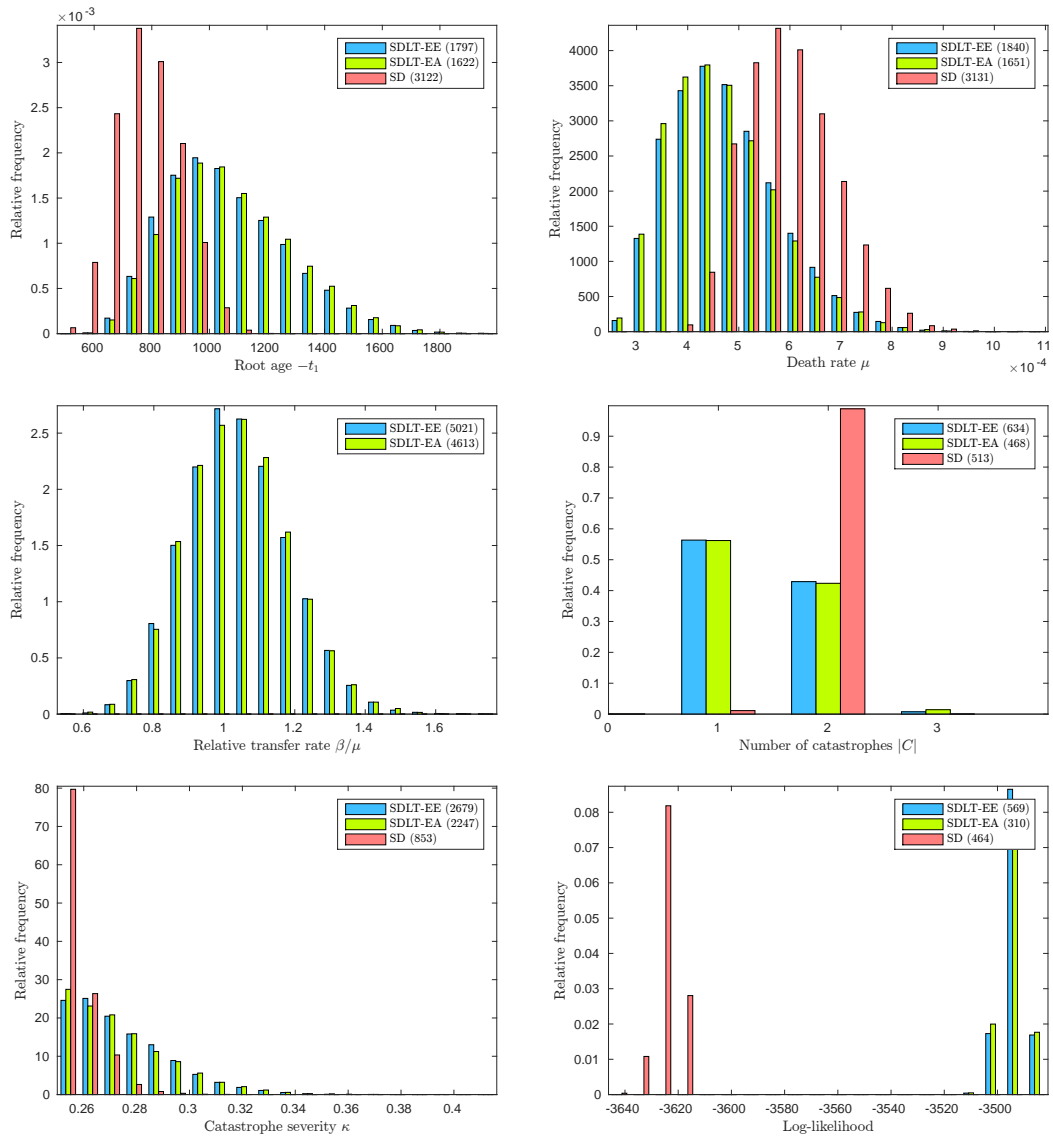 ×10⁻³
SDLT-EE (1797)
SDLT-EA (1622)
SD (3122)
3
2.5
2
1.5
1
0.5
0
Relative frequency
600 800 1000 1200 1400 1600 1800
Root age −t₁
SDLT-EE (1840)
SDLT-EA (1651)
SD (3131)
4000
3500
3000
2500
2000
1500
1000
500
0
Relative frequency
3 4 5 6 7 8 9 10 11
×10⁻⁴
Death rate μ
SDLT-EE (5021)
SDLT-EA (4613)
2.5
2
1.5
1
0.5
0
Relative frequency
0.6 0.8 1 1.2 1.4 1.6
Relative transfer rate β/μ
SDLT-EE (634)
SDLT-EA (468)
SD (513)
0.9
0.8
0.7
0.6
0.5
0.4
0.3
0.2
0.1
0
Relative frequency
0 1 2 3
Number of catastrophes |C|
SDLT-EE (2679)
SDLT-EA (2247)
SD (853)
80
70
60
50
40
30
20
10
0
Relative frequency
0.26 0.28 0.3 0.32 0.34 0.36 0.38 0.4
Catastrophe severity κ
SDLT-EE (569)
SDLT-EA (310)
SD (464)
0.08
0.07
0.06
0.05
0.04
0.03
0.02
0.01
0
Relative frequency
-3640 -3620 -3600 -3580 -3560 -3540 -3520 -3500
Log-likelihood